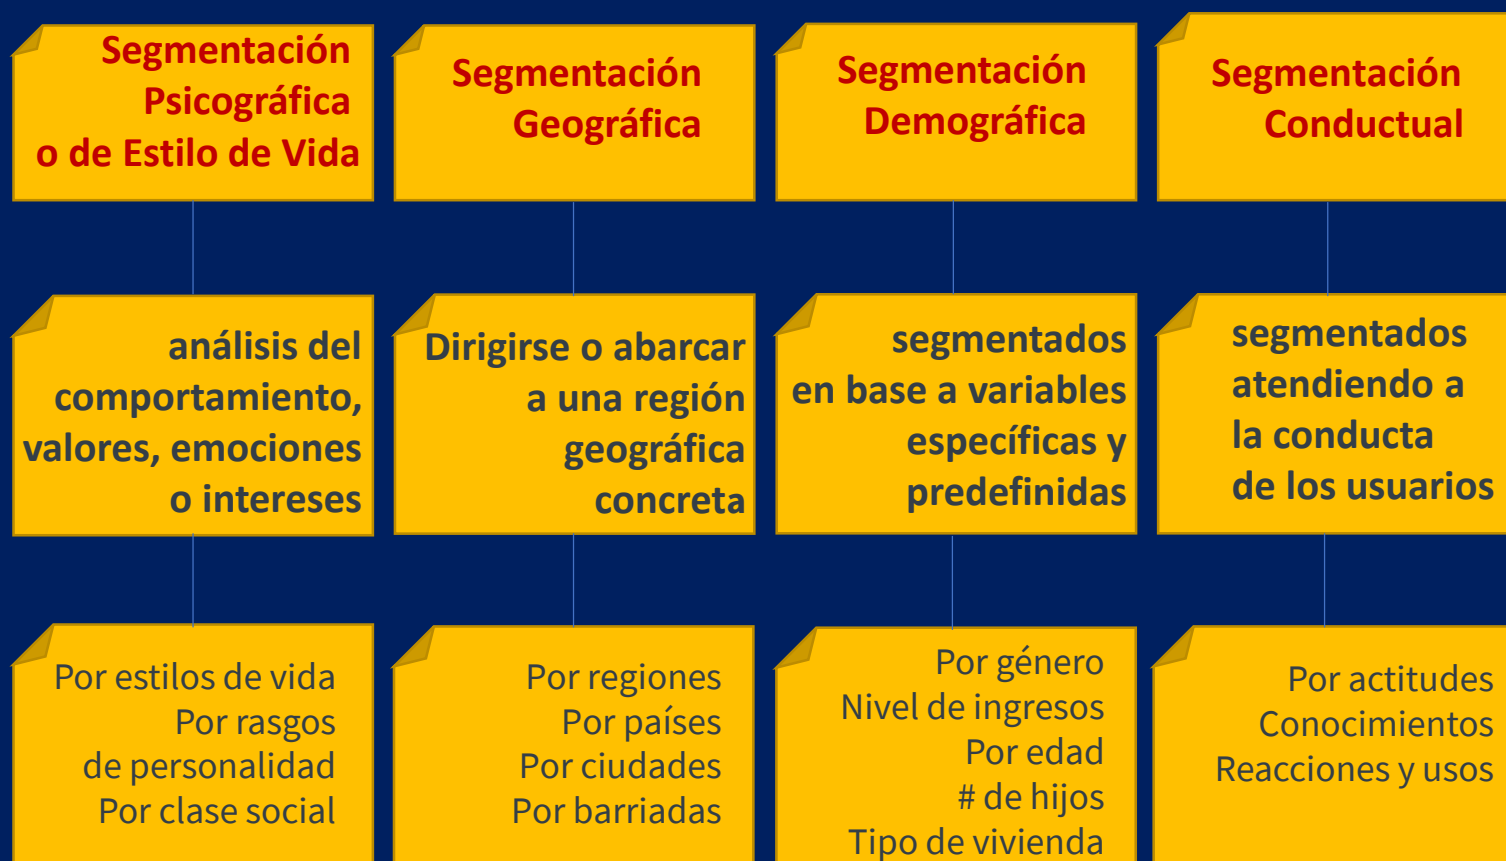 Segmentación
Psicográfica
o de Estilo de Vida
análisis del
comportamiento,
valores, emociones
o intereses
Por estilos de vida
Por rasgos
de personalidad
Por clase social
Segmentación
Geográfica
Dirigirse o abarcar
a una región
geográfica
concreta
Por regiones
Por países
Por ciudades
Por barriadas
Segmentación
Demográfica
segmentados
en base a variables
específicas y
predefinidas
Por género
Nivel de ingresos
Por edad
# de hijos
Tipo de vivienda
Segmentación
Conductual
segmentados
atendiendo a
la conducta
de los usuarios
Por actitudes
Conocimientos
Reacciones y usos